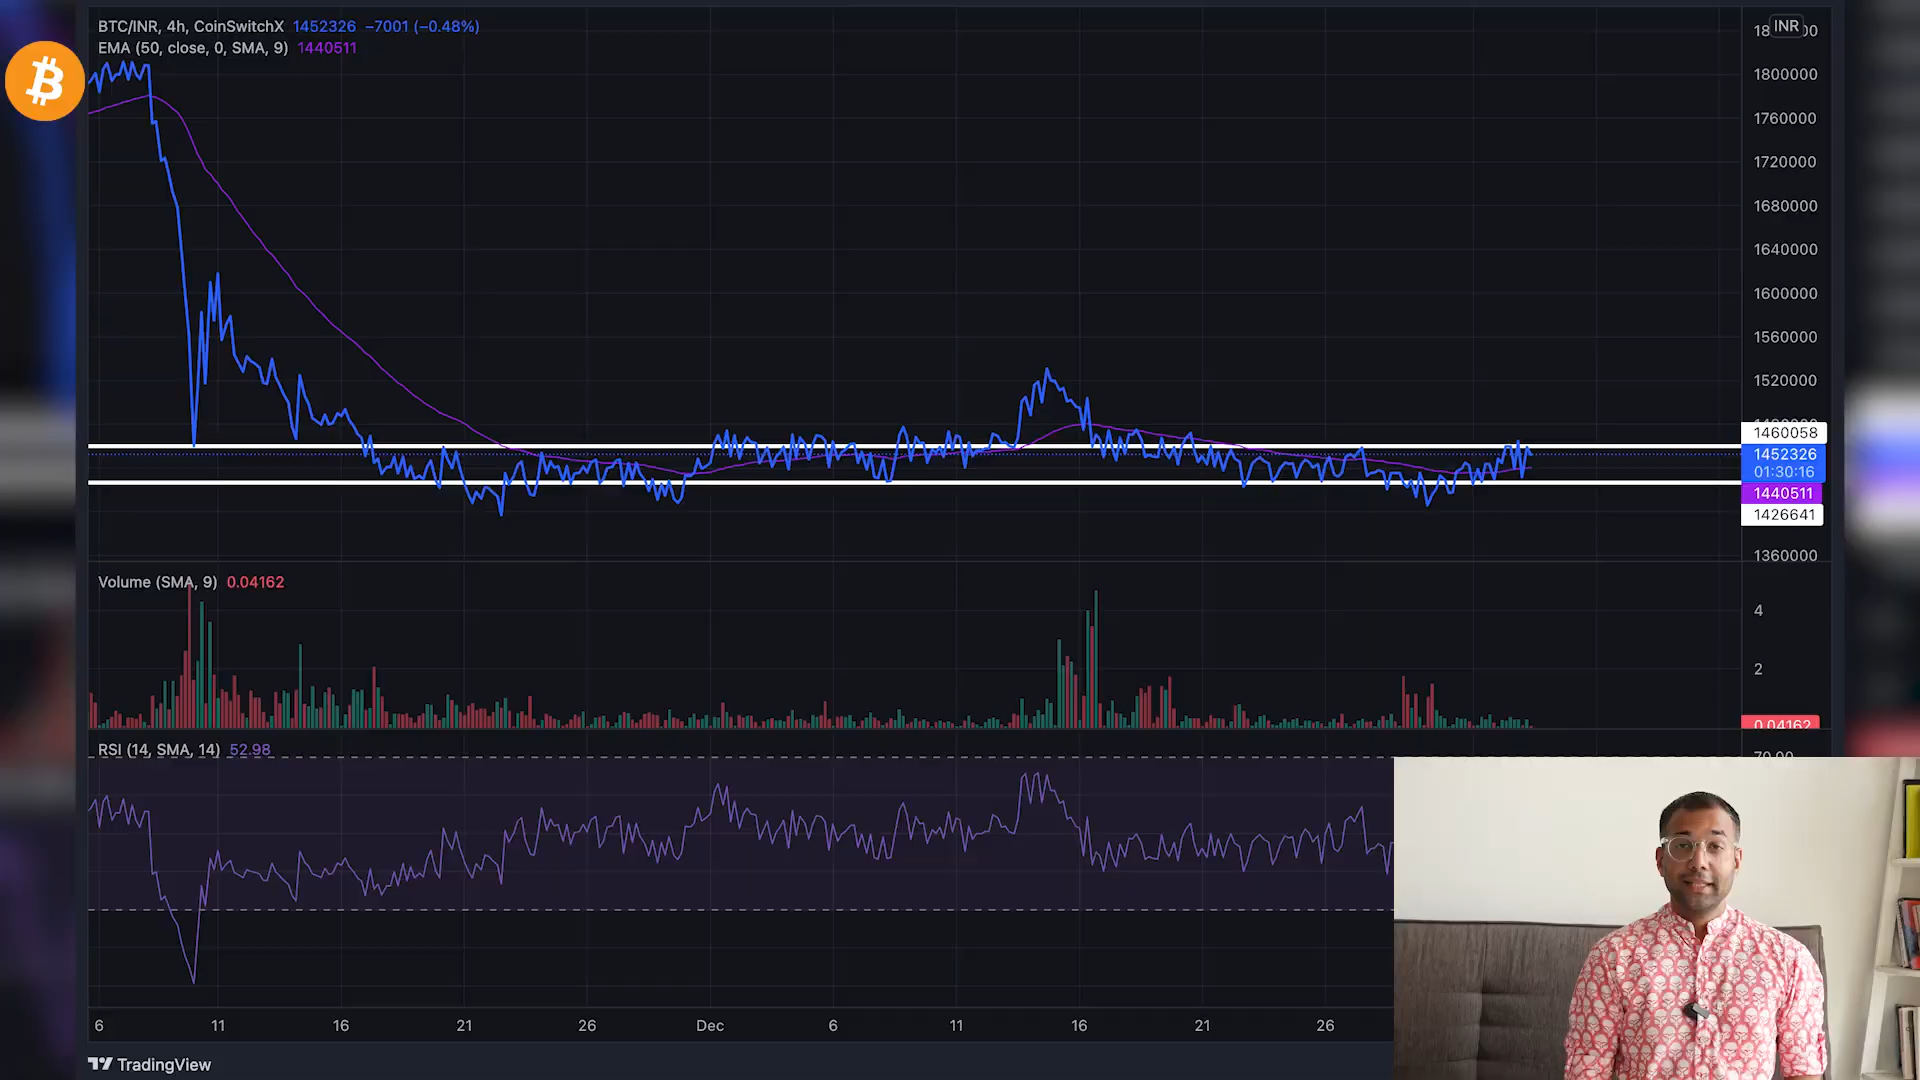 BTC/INR, 4h, CoinSwitchX 1452326 −7001 (−0.48%)
EMA (50, close, 0, SMA, 9) 1440511
INR
1800000
1760000
1720000
1680000
1640000
1600000
1560000
1520000
1460058
1452326
01:30:16
1440511
1426641
1360000
Volume (SMA, 9) 0.04162
4
2
0.04162
RSI (14, SMA, 14) 52.98
70.00
6 11 16 21 26 Dec 6 11 16 21 26
TradingView